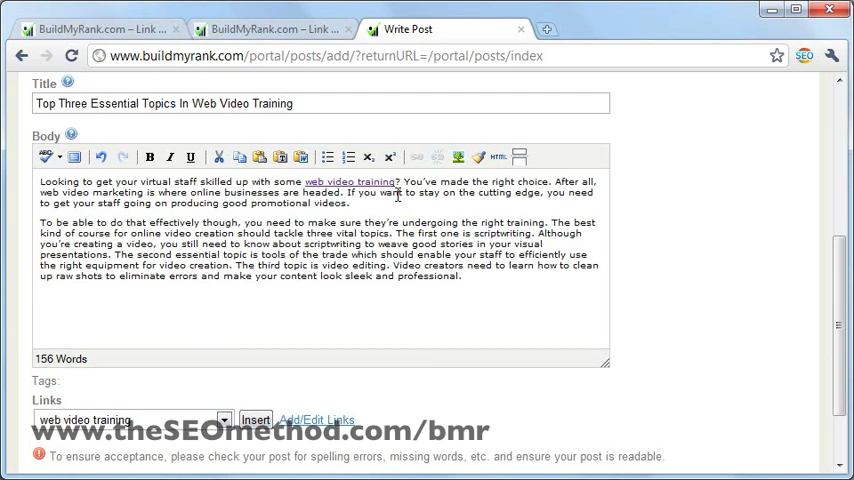 BuildMyRank.com - Link ...
BuildMyRank.com - Link ...
Write Post
www.buildmyrank.com/portal/posts/add/?returnURL=/portal/posts/index
SEO
Title
Top Three Essential Topics In Web Video Training
Body
ABC
B I U
HTML
Looking to get your virtual staff skilled up with some web video training? You've made the right choice. After all,
web video marketing is where online businesses are headed. If you want to stay on the cutting edge, you need
to get your staff going on producing good promotional videos.
To be able to do that effectively though, you need to make sure they're undergoing the right training. The best
kind of course for online video creation should tackle three vital topics. The first one is scriptwriting. Although
you're creating a video, you still need to know about scriptwriting to weave good stories in your visual
presentations. The second essential topic is tools of the trade which should enable your staff to efficiently use
the right equipment for video creation. The third topic is video editing. Video creators need to learn how to clean
up raw shots to eliminate errors and make your content look sleek and professional.
156 Words
Tags:
Links
web video training
Insert
Add/Edit Links
www.theSEOmethod.com/bmr
To ensure acceptance, please check your post for spelling errors, missing words, etc. and ensure your post is readable.